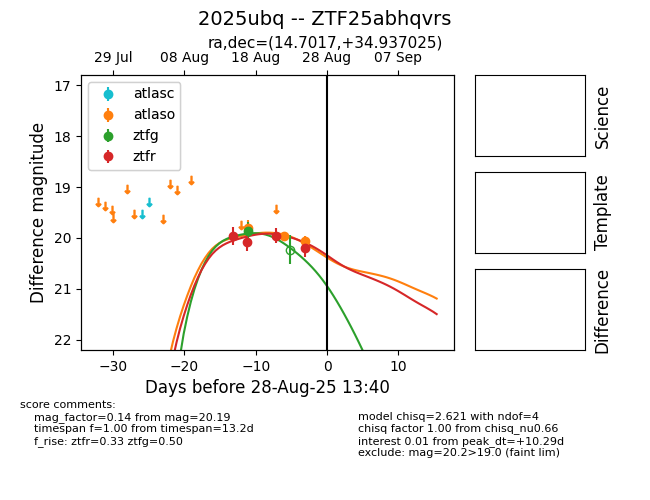 2025ubq -- ZTF25abhqvrs
ra,dec=(14.7017,+34.937025)
29 Jul 08 Aug 18 Aug 28 Aug 07 Sep
atlasc
atlaso
ztfg
ztfr
17
18
19
20
21
22
Difference magnitude
−30 −20 −10 0 10
Days before 28-Aug-25 13:40
Science
Template
Difference
score comments:
mag_factor=0.14 from mag=20.19
timespan f=1.00 from timespan=13.2d
f_rise: ztfr=0.33 ztfg=0.50
model chisq=2.621 with ndof=4
chisq factor 1.00 from chisq_nu0.66
interest 0.01 from peak_dt=+10.29d
exclude: mag=20.2>19.0 (faint lim)